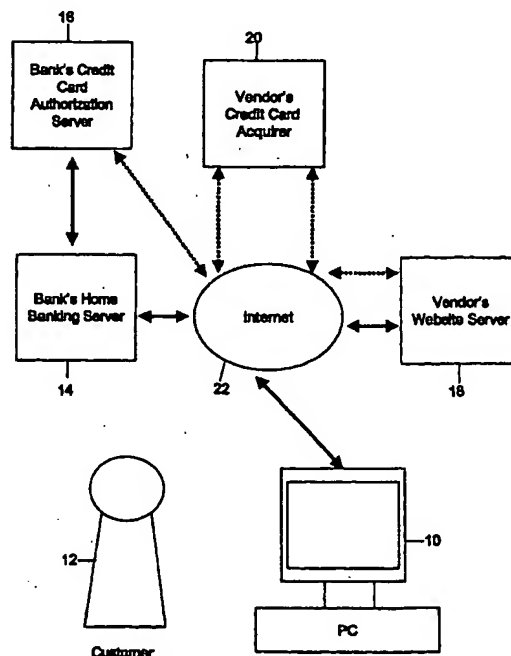 16
Bank's Credit
Card
Authorization
Server
20
Vendor's
Credit Card
Acquirer
Bank's Home
Banking Server
14
Internet
22
Vendor's
Website Server
18
12
Customer
10
PC